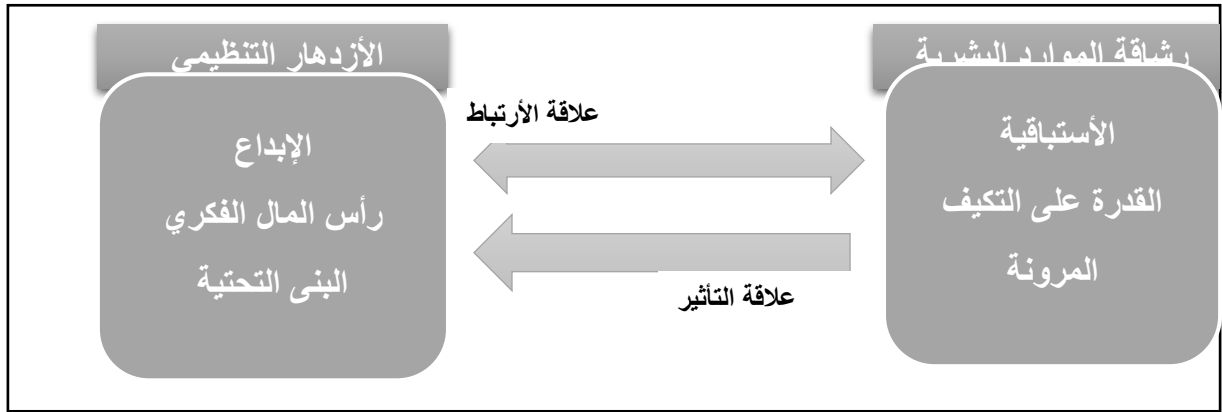 رشاقة الموارد البشرية
الأستباقية
القدرة على التكيف
المرونة
علاقة الأرتباط
علاقة التأثير
الأزدهار التنظيمي
الإبداع
رأس المال الفكري
البنى التحتية